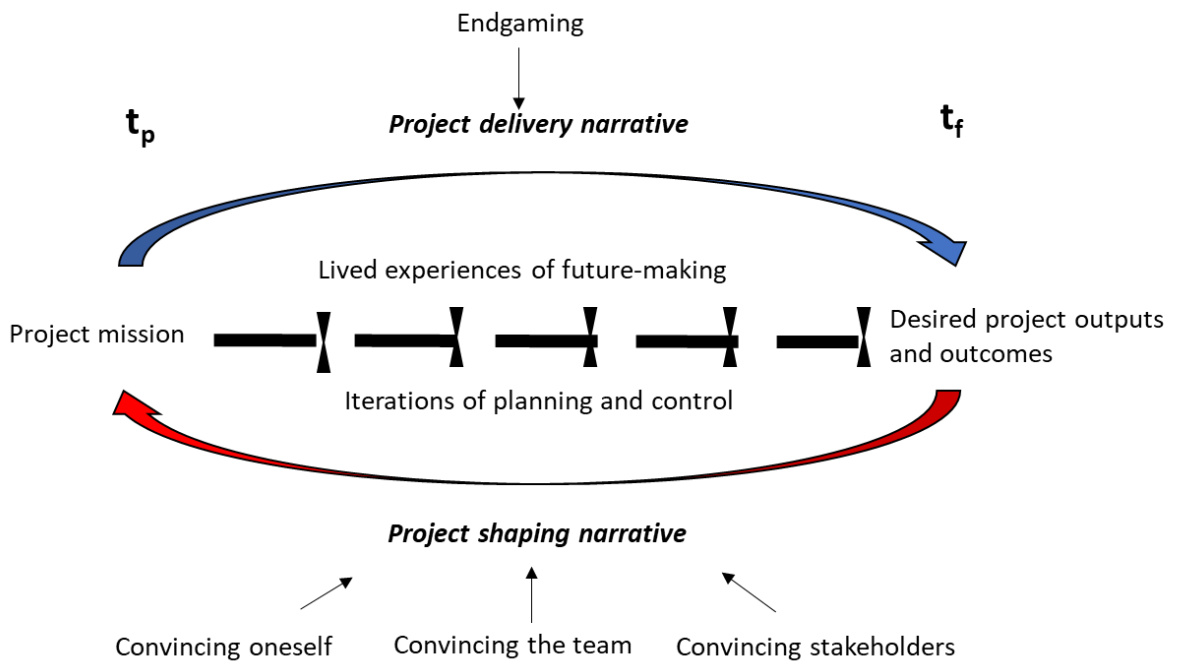 Endgaming
tp
Project delivery narrative
tf
Lived experiences of future-making
Project mission
Desired project outputs
and outcomes
Iterations of planning and control
Project shaping narrative
Convincing oneself
Convincing the team
Convincing stakeholders